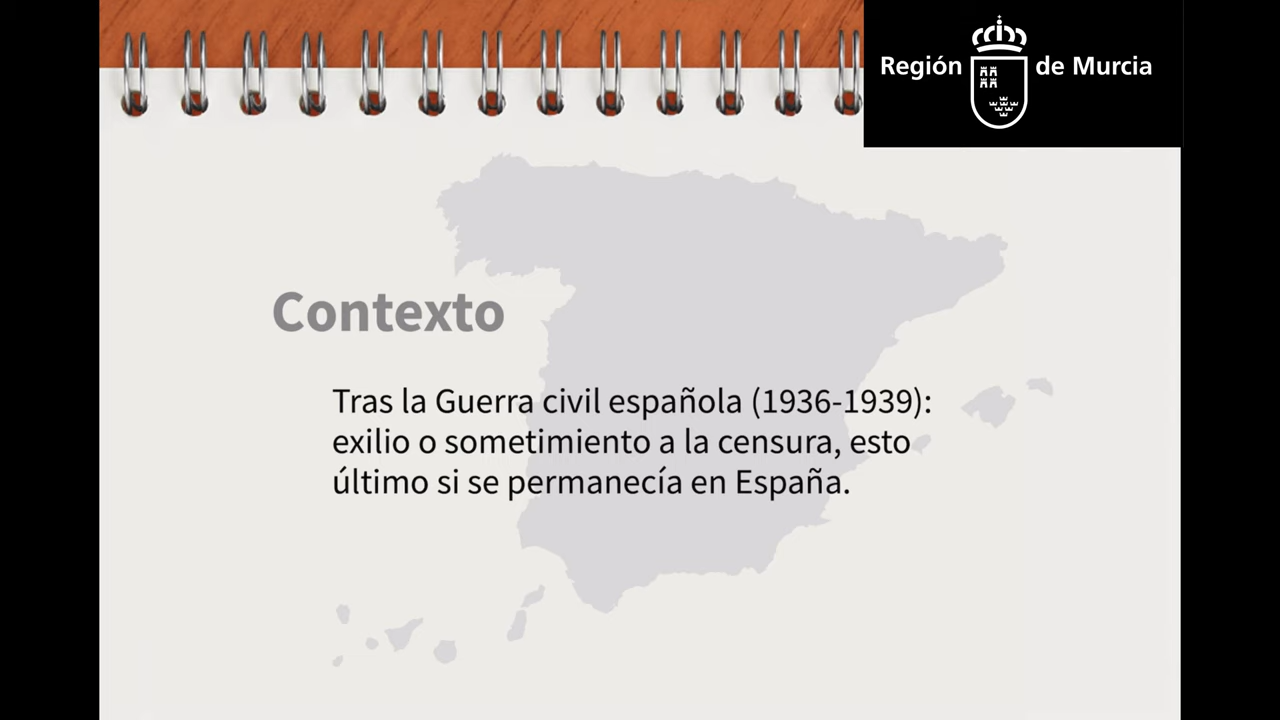 Región de Murcia
Contexto
Tras la Guerra civil española (1936-1939):
exilio o sometimiento a la censura, esto
último si se permanecía en España.